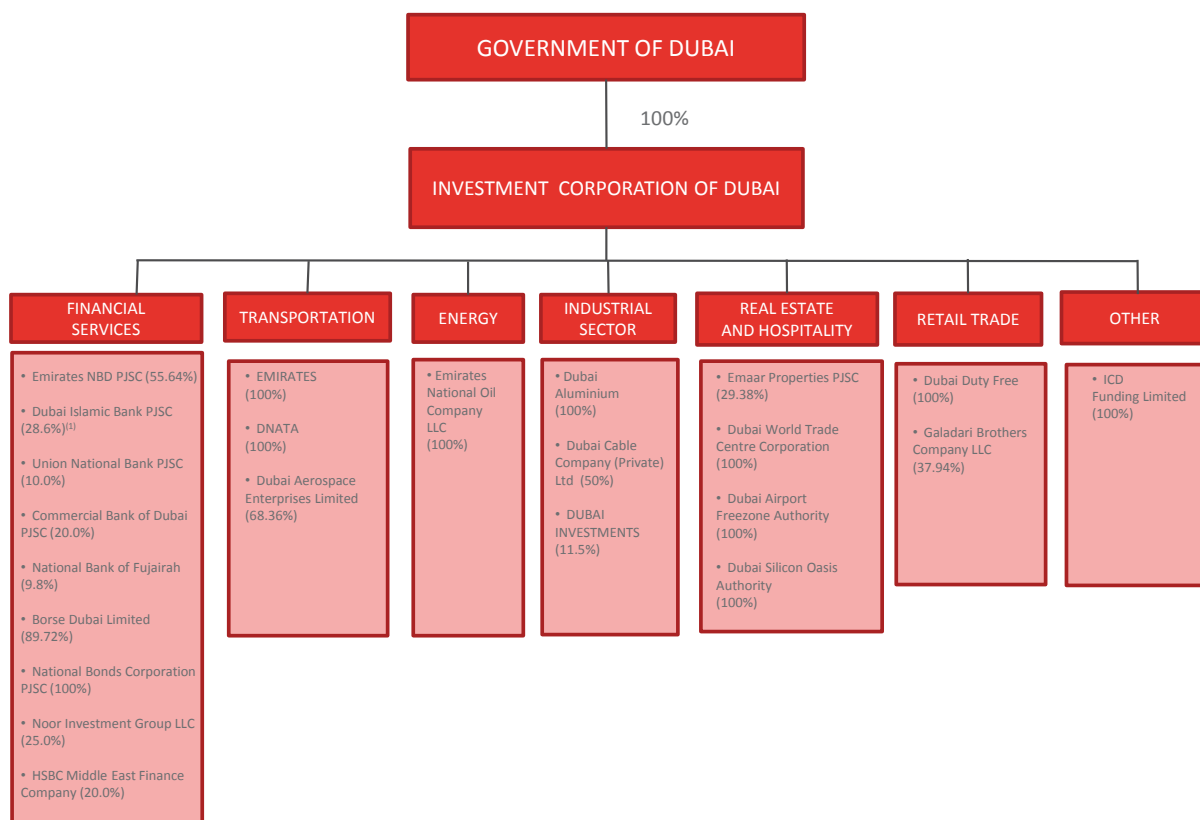 GOVERNMENT OF DUBAI
100%
INVESTMENT CORPORATION OF DUBAI
FINANCIAL
SERVICES
• Emirates NBD PJSC (55.64%)
• Dubai Islamic Bank PJSC
(28.6%)(1)
• Union National Bank PJSC
(10.0%)
• Commercial Bank of Dubai
PJSC (20.0%)
• National Bank of Fujairah
(9.8%)
• Borse Dubai Limited
(89.72%)
• National Bonds Corporation
PJSC (100%)
• Noor Investment Group LLC
(25.0%)
• HSBC Middle East Finance
Company (20.0%)
TRANSPORTATION
• EMIRATES
(100%)
• DNATA
(100%)
• Dubai Aerospace
Enterprises Limited
(68.36%)
ENERGY
• Emirates
National Oil
Company
LLC
(100%)
INDUSTRIAL
SECTOR
• Dubai
Aluminium
(100%)
• Dubai Cable
Company (Private)
Ltd (50%)
• DUBAI
INVESTMENTS
(11.5%)
REAL ESTATE
AND HOSPITALITY
• Emaar Properties PJSC
(29.38%)
• Dubai World Trade
Centre Corporation
(100%)
• Dubai Airport
Freezone Authority
(100%)
• Dubai Silicon Oasis
Authority
(100%)
RETAIL TRADE
• Dubai Duty Free
(100%)
• Galadari Brothers
Company LLC
(37.94%)
OTHER
• ICD
Funding Limited
(100%)